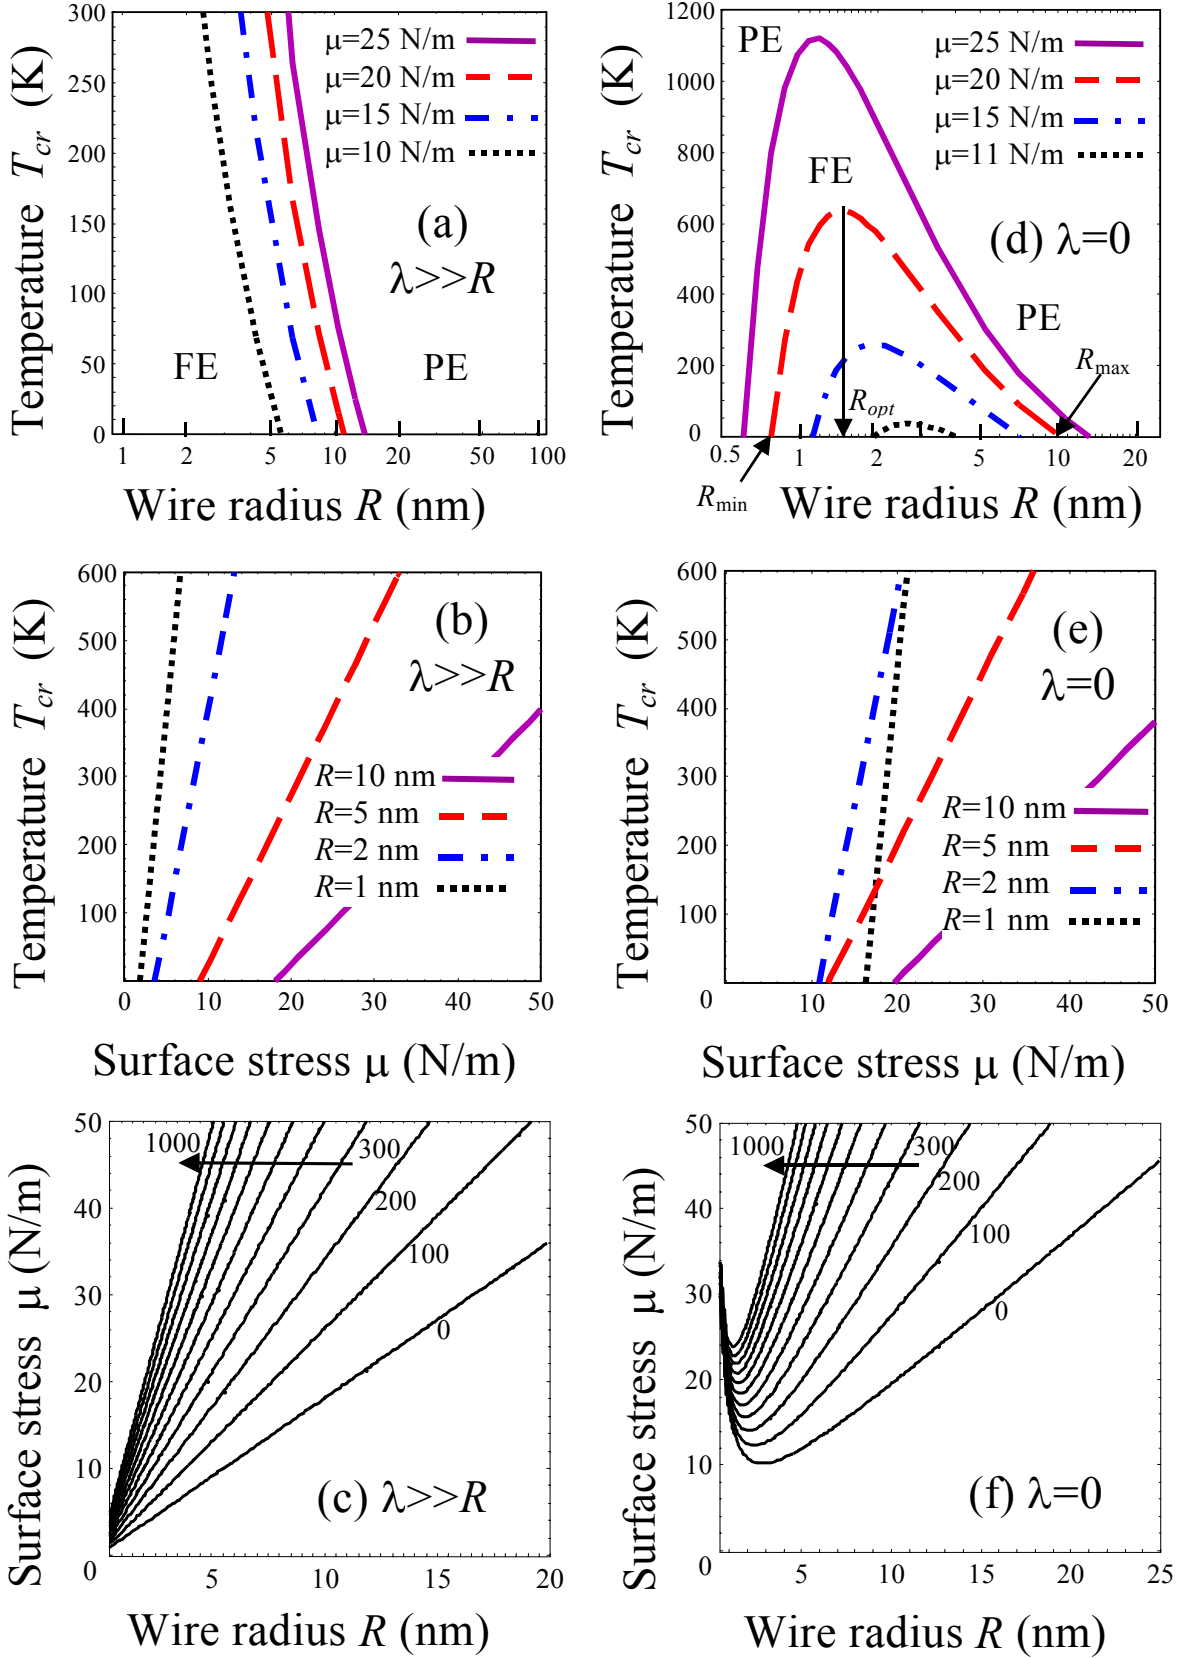 Temperature T_cr (K)
300
250
200
150
100
50
0
μ=25 N/m
μ=20 N/m
μ=15 N/m
μ=10 N/m
(a)
λ>>R
FE
PE
1
5
10
50
100
Wire radius R (nm)
Temperature T_cr (K)
1200
1000
800
600
400
200
0
PE
μ=25 N/m
μ=20 N/m
μ=15 N/m
μ=11 N/m
FE
(d) λ=0
PE
R_max
R_opt
0.5
1
2
5
10
20
R_min
Wire radius R (nm)
Temperature T_cr (K)
600
500
400
300
200
100
(b)
λ>>R
R=10 nm
R=5 nm
R=2 nm
R=1 nm
0
10
20
30
40
50
Surface stress μ (N/m)
Temperature T_cr (K)
600
500
400
300
200
100
0
(e)
λ=0
R=10 nm
R=5 nm
R=2 nm
R=1 nm
10
20
30
40
50
Surface stress μ (N/m)
Surface stress μ (N/m)
50
40
30
20
10
0
1000
300
200
100
0
(c) λ>>R
5
10
15
20
Wire radius R (nm)
Surface stress μ (N/m)
50
40
30
20
10
0
1000
300
200
100
0
(f) λ=0
5
10
15
20
25
Wire radius R (nm)